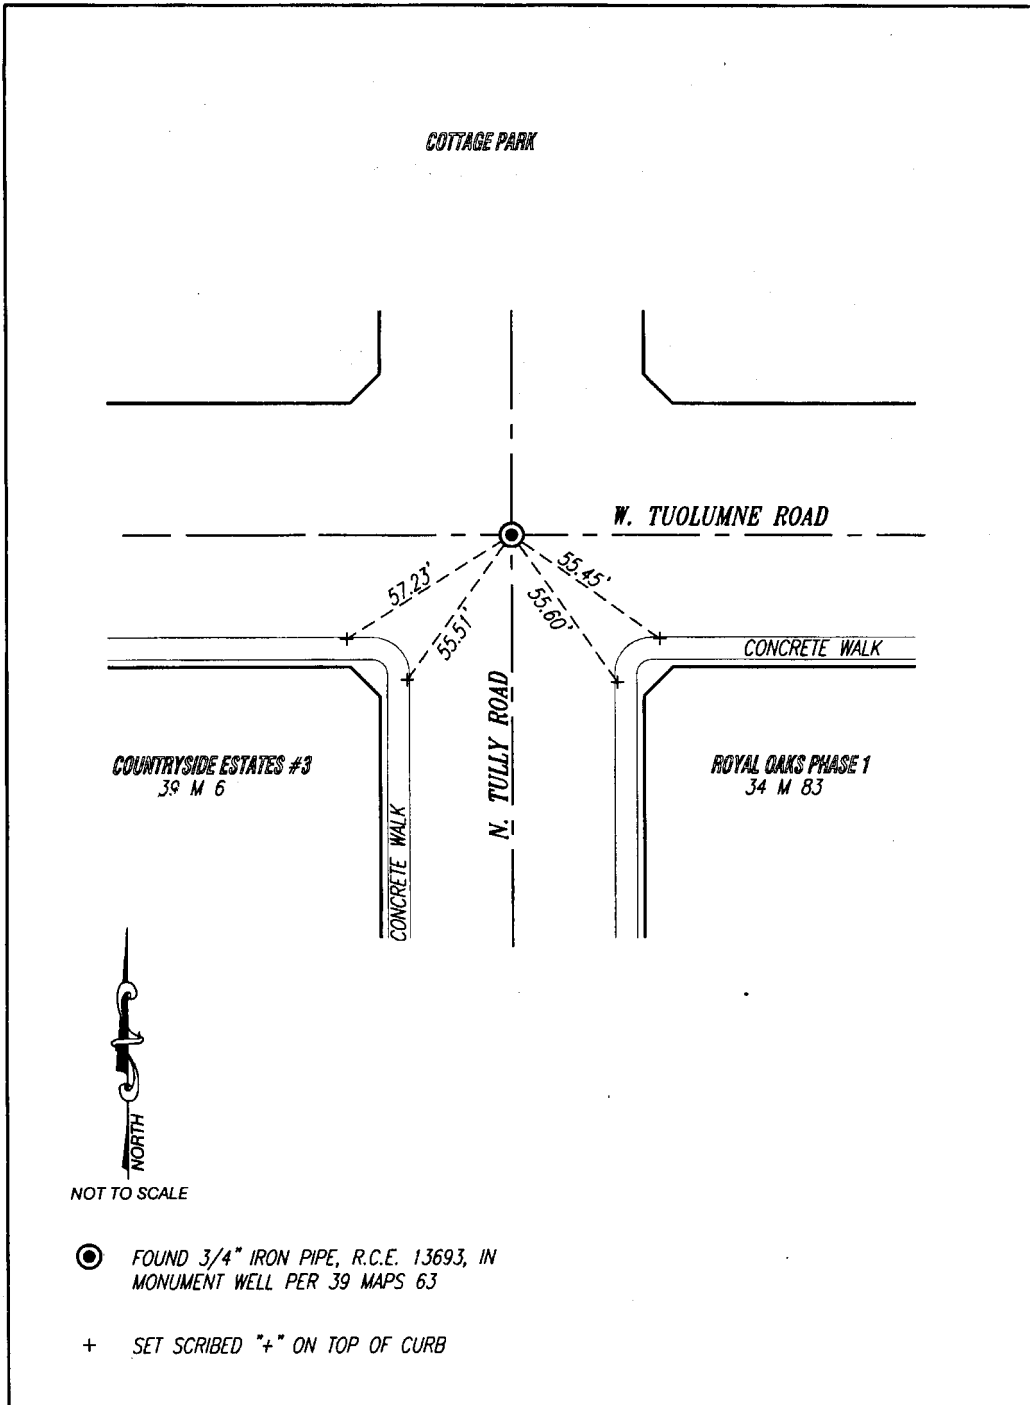 COTTAGE PARK
W. TUOLUMNE ROAD
57.23'
55.51'
55.60'
55.45'
CONCRETE WALK
N. TULLY ROAD
COUNTRYSIDE ESTATES #3
39 M 6
ROYAL OAKS PHASE 1
34 M 83
CONCRETE WALK
NORTH
NOT TO SCALE
FOUND 3/4" IRON PIPE, R.C.E. 13693, IN
MONUMENT WELL PER 39 MAPS 63
+ SET SCRIBED "+" ON TOP OF CURB